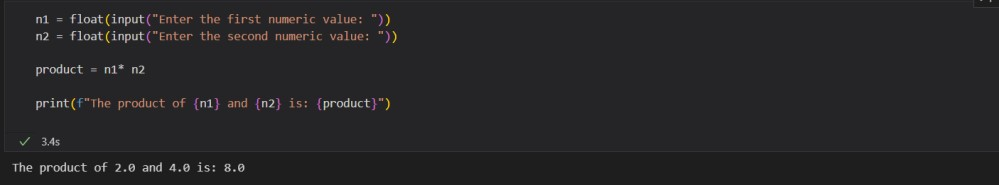 n1 = float(input("Enter the first numeric value: "))
n2 = float(input("Enter the second numeric value: "))
product = n1* n2
print(f"The product of {n1} and {n2} is: {product}")
✓ 3.4s
The product of 2.0 and 4.0 is: 8.0